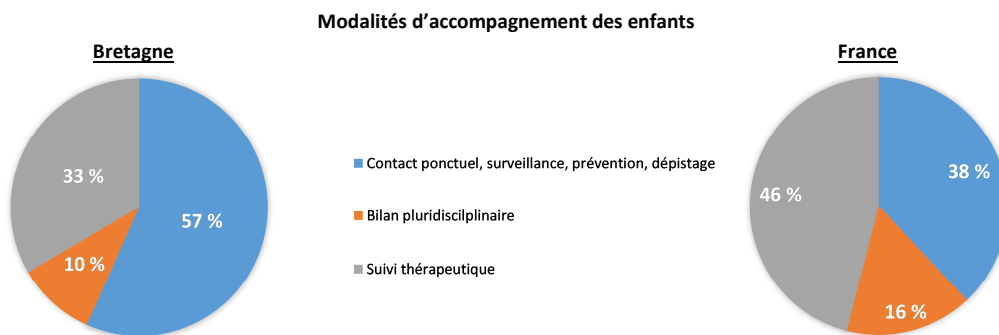 Modalités d’accompagnement des enfants
Bretagne
France
33 %
57 %
10 %
Contact ponctuel, surveillance, prévention, dépistage
Bilan pluridiscilplinaire
Suivi thérapeutique
38 %
46 %
16 %